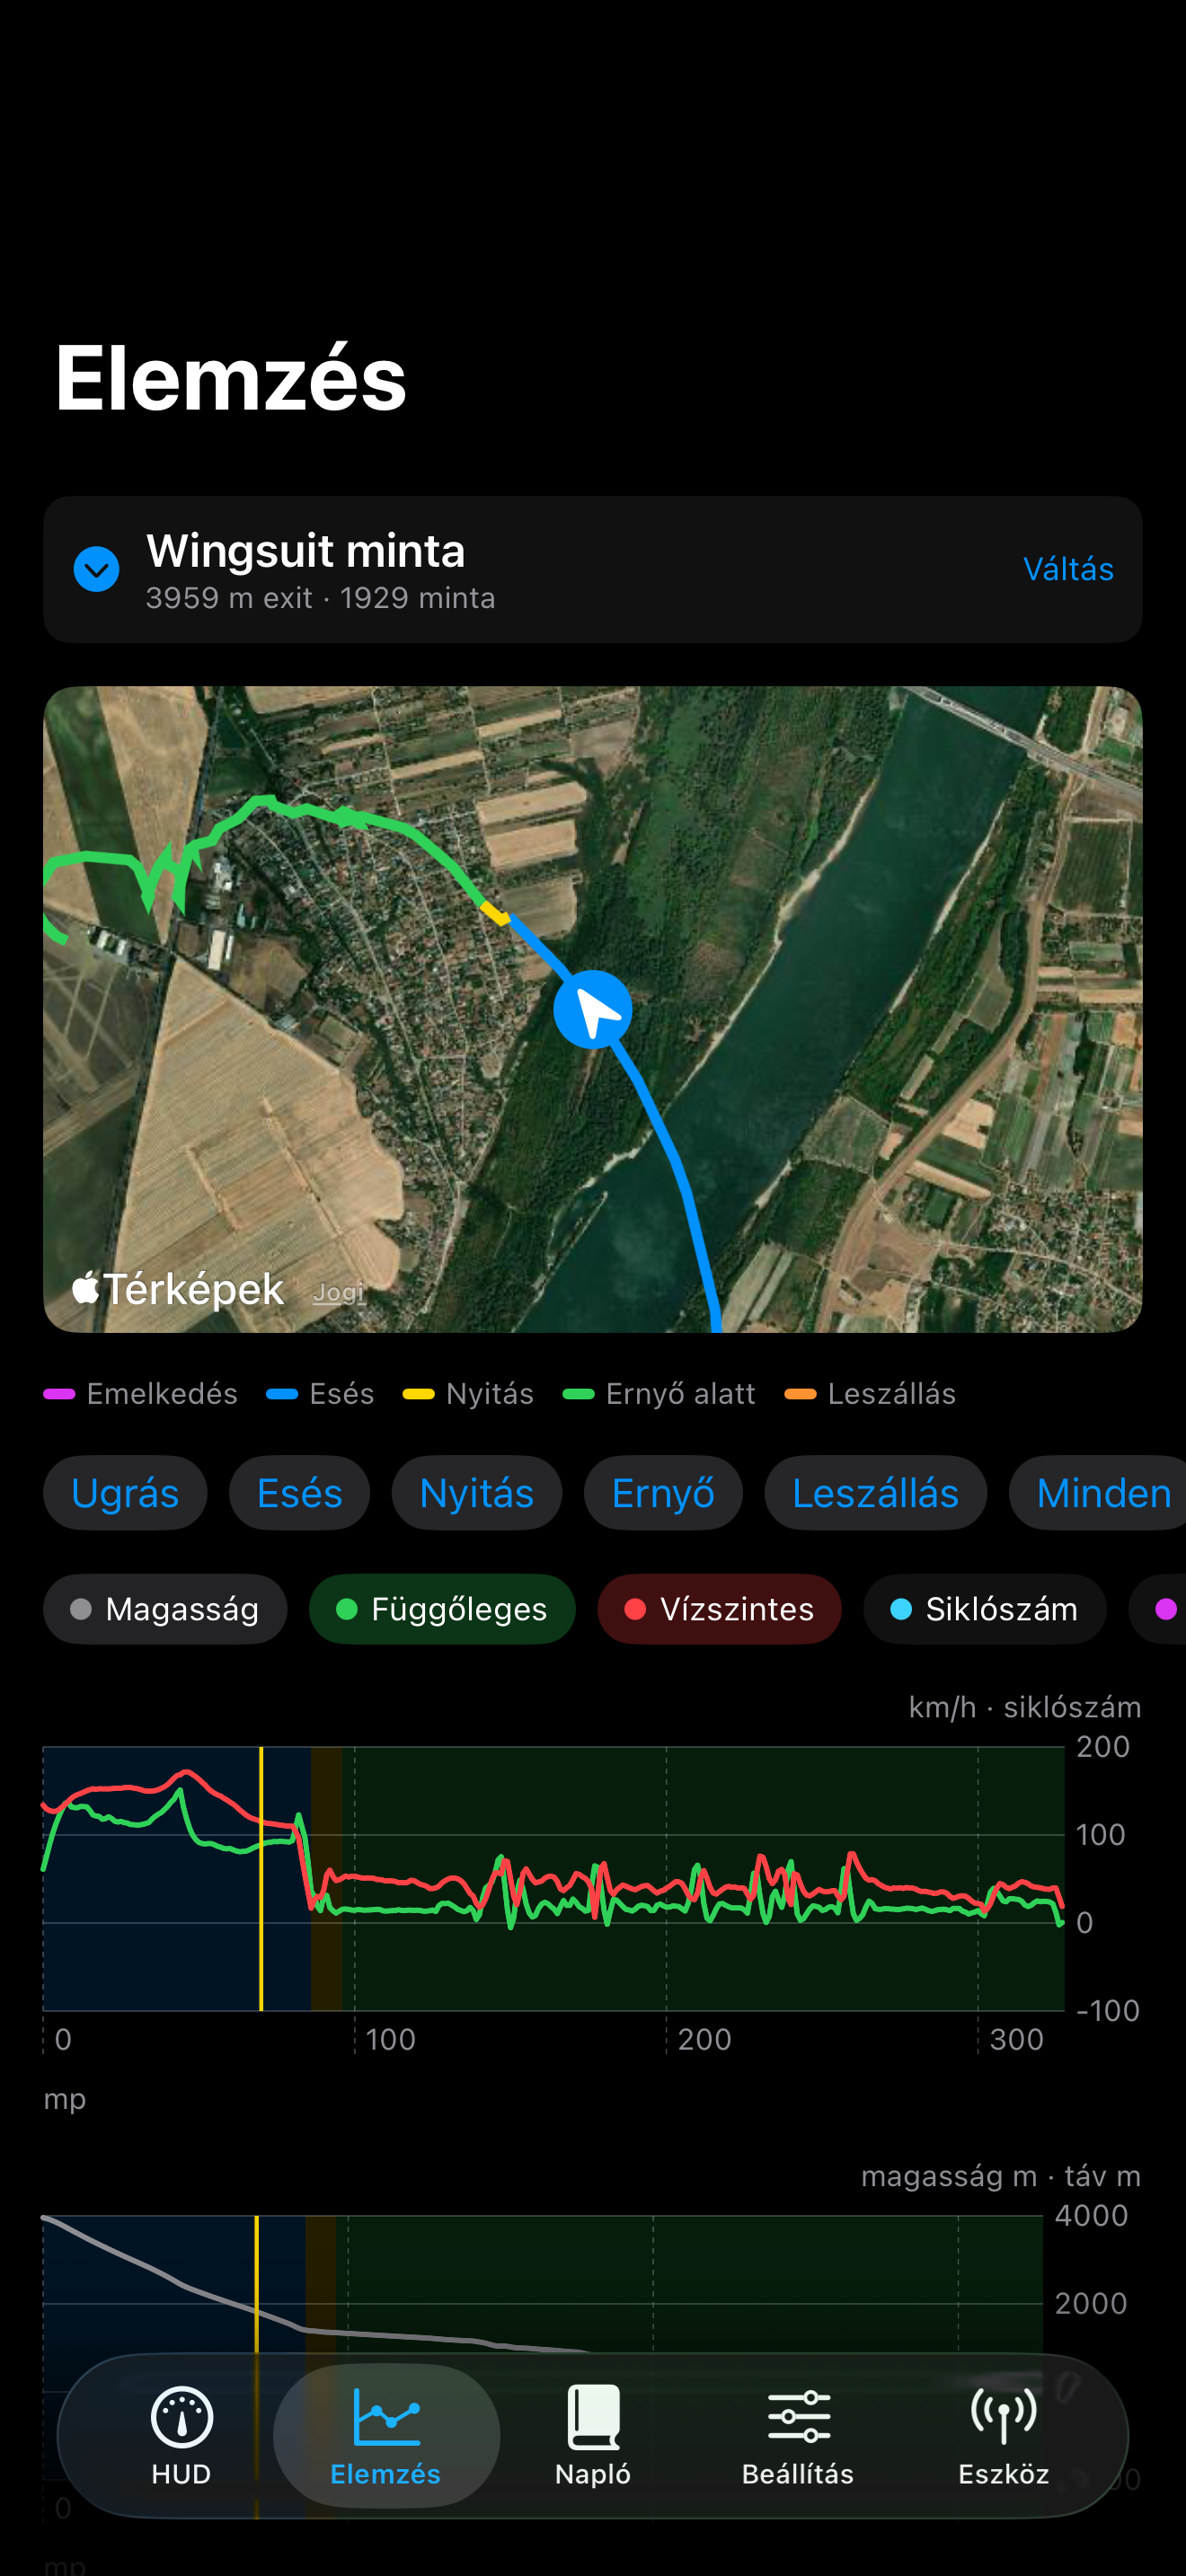 Elemzés
Wingsuit minta
3959 m exit · 1929 minta
Váltás
Térképek Jogi
Emelkedés Esés Nyitás Ernyő alatt Leszállás
Ugrás Esés Nyitás Ernyő Leszállás Minden
Magasság Függőleges Vízszintes Siklószám
km/h · siklószám
200
100
0
-100
0 100 200 300
mp
magasság m · táv m
4000
2000
0
0
HUD Elemzés Napló Beállítás Eszköz
mp